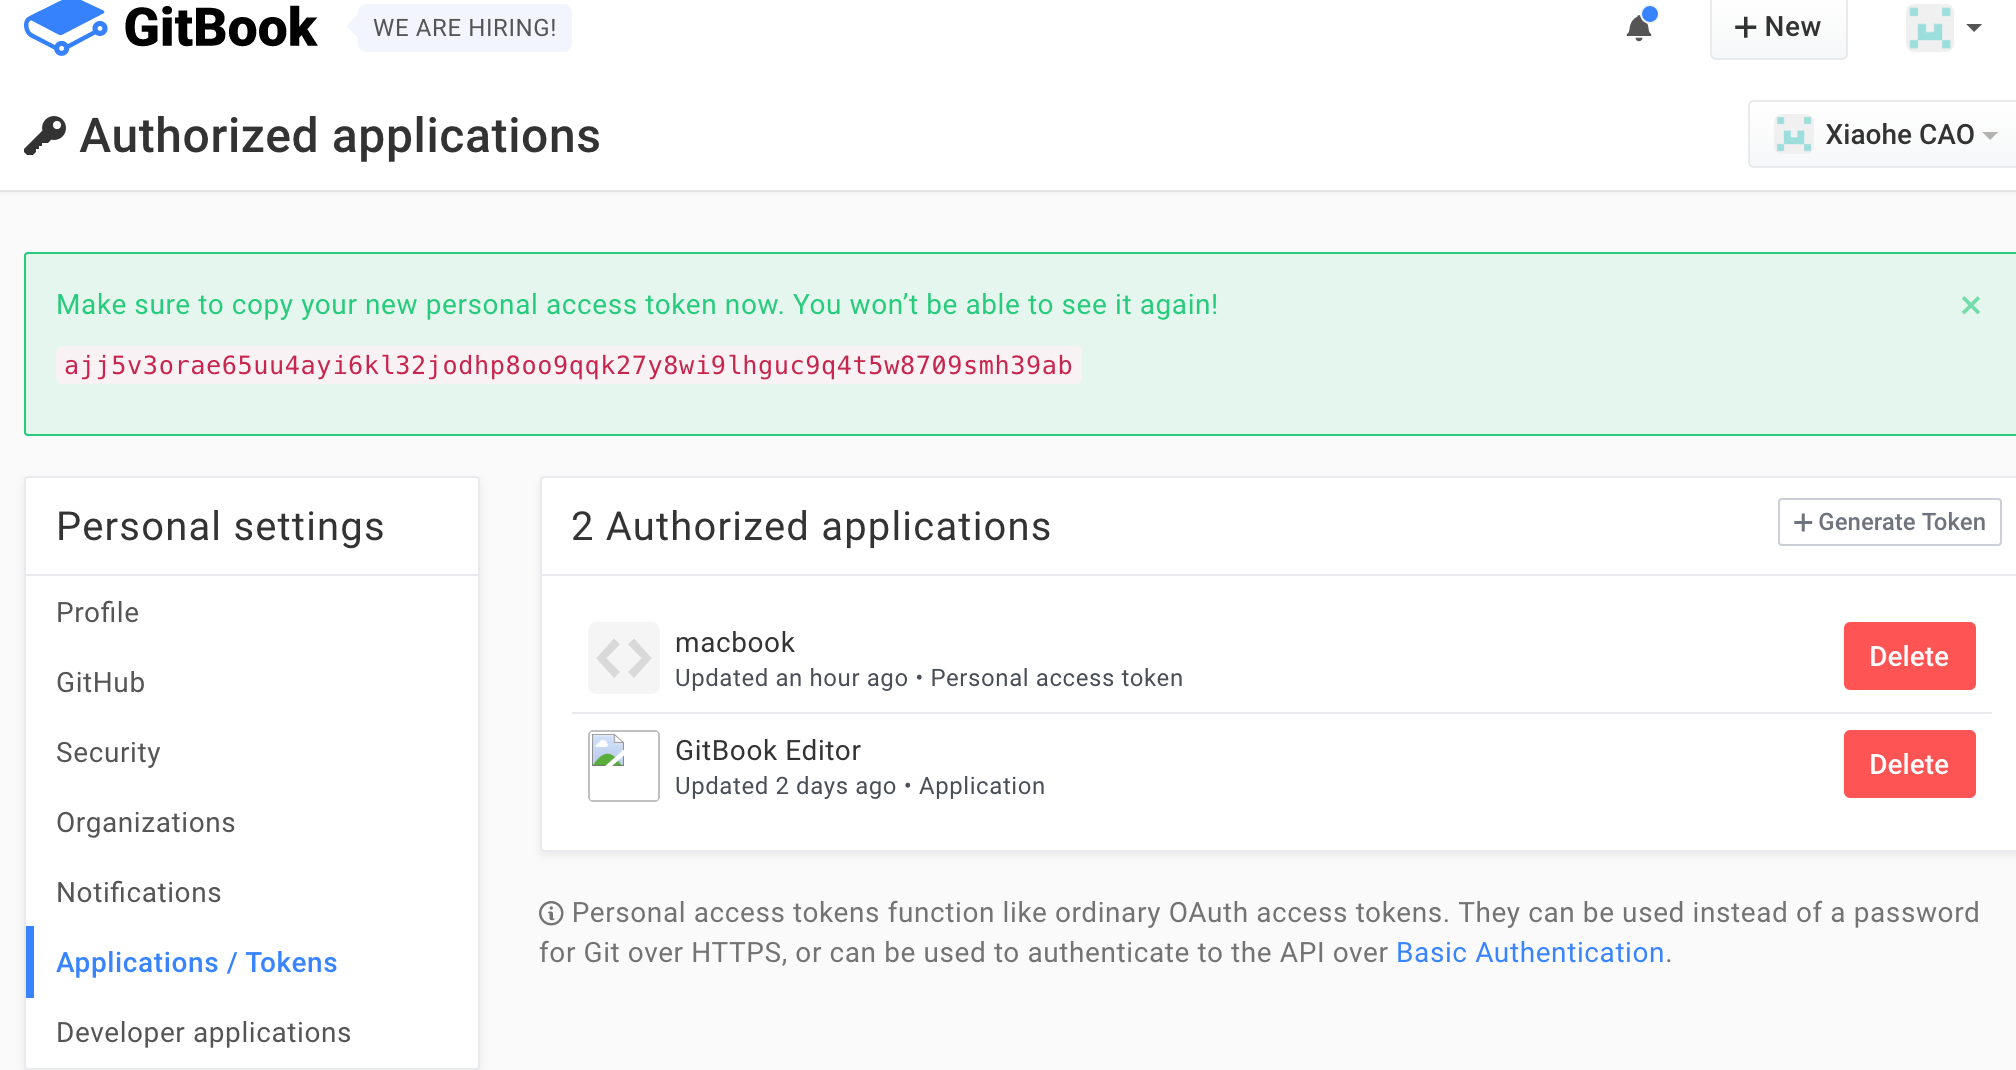 GitBook
WE ARE HIRING!
+ New
Authorized applications
Xiaohe CAO
Make sure to copy your new personal access token now. You won’t be able to see it again!
ajj5v3orae65uu4ayi6kl32jodhp8oo9qqk27y8wi9lhguc9q4t5w8709smh39ab
Personal settings
Profile
GitHub
Security
Organizations
Notifications
Applications / Tokens
Developer applications
2 Authorized applications
+ Generate Token
macbook
Updated an hour ago • Personal access token
Delete
GitBook Editor
Updated 2 days ago • Application
Delete
Personal access tokens function like ordinary OAuth access tokens. They can be used instead of a password
for Git over HTTPS, or can be used to authenticate to the API over Basic Authentication.